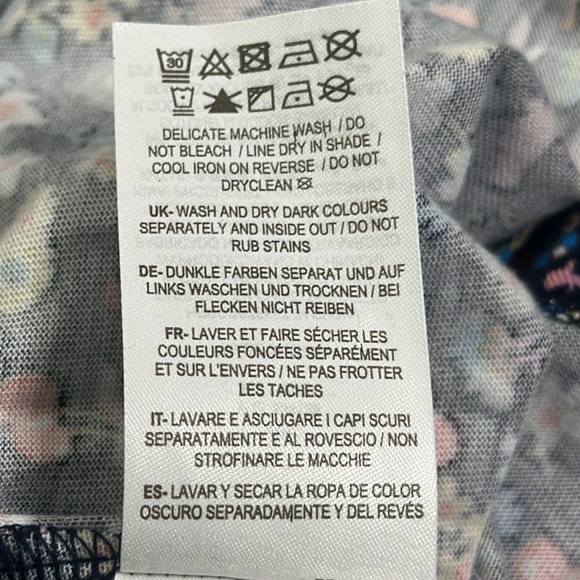 30
DELICATE MACHINE WASH / DO
NOT BLEACH / LINE DRY IN SHADE /
COOL IRON ON REVERSE / DO NOT
DRYCLEAN
UK- WASH AND DRY DARK COLOURS
SEPARATELY AND INSIDE OUT / DO NOT
RUB STAINS
DE- DUNKLE FARBEN SEPARAT UND AUF
LINKS WASCHEN UND TROCKNEN / BEI
FLECKEN NICHT REIBEN
FR- LAVER ET FAIRE SÉCHER LES
COULEURS FONCÉES SÉPARÉMENT
ET SUR L'ENVERS / NE PAS FROTTER
LES TACHES
IT- LAVARE E ASCIUGARE I CAPI SCURI
SEPARATAMENTE E AL ROVESCIO / NON
STROFINARE LE MACCHIE
ES- LAVAR Y SECAR LA ROPA DE COLOR
OSCURO SEPARADAMENTE Y DEL REVÉS